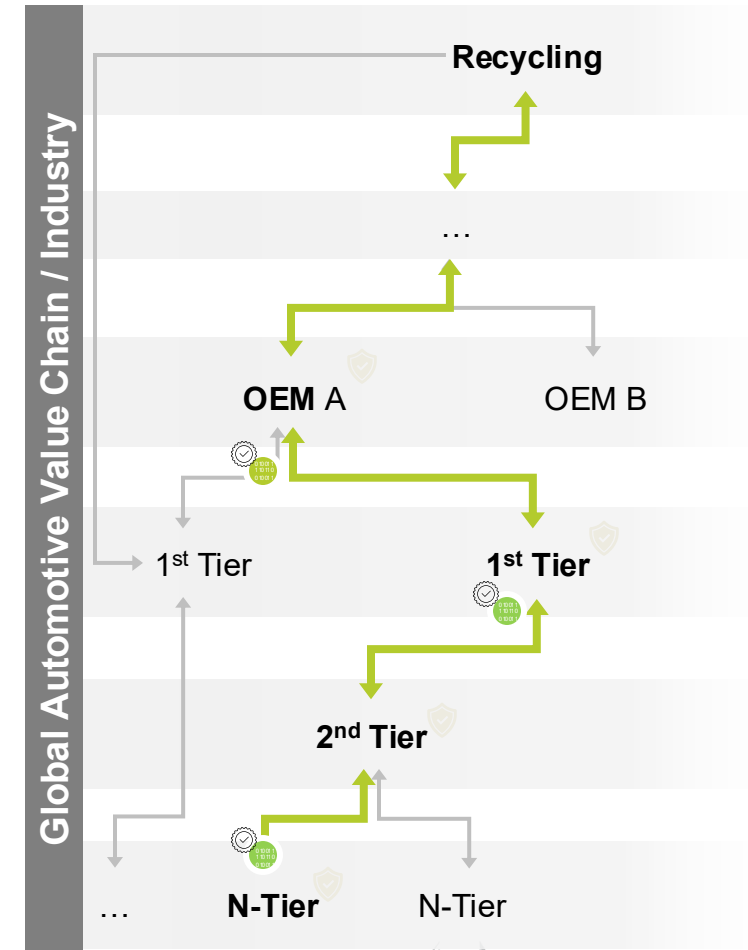 Global Automotive Value Chain / Industry
Recycling
…
OEM A
OEM B
1st Tier
1st Tier
2nd Tier
…
N-Tier
N-Tier